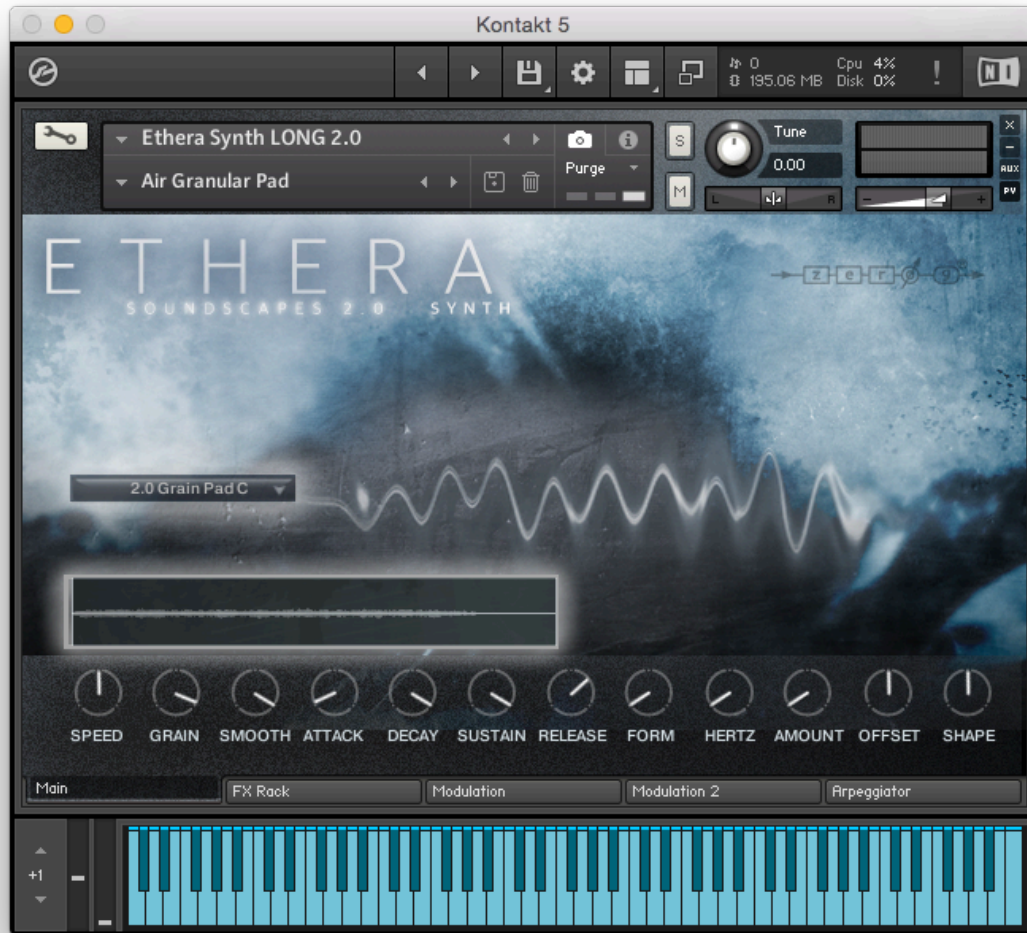 Kontakt 5
0 Cpu 4%
195.06 MB Disk 0% ! NI
Ethera Synth LONG 2.0 i S Tune X
Air Granular Pad Purge 0.00 AUX
M L R - + PV
ETHERA
SOUNDSCAPES 2.0 SYNTH
z e r ø g
2.0 Grain Pad C
SPEED GRAIN SMOOTH ATTACK DECAY SUSTAIN RELEASE FORM HERTZ AMOUNT OFFSET SHAPE
Main FX Rack Modulation Modulation 2 Arpeggiator
+1